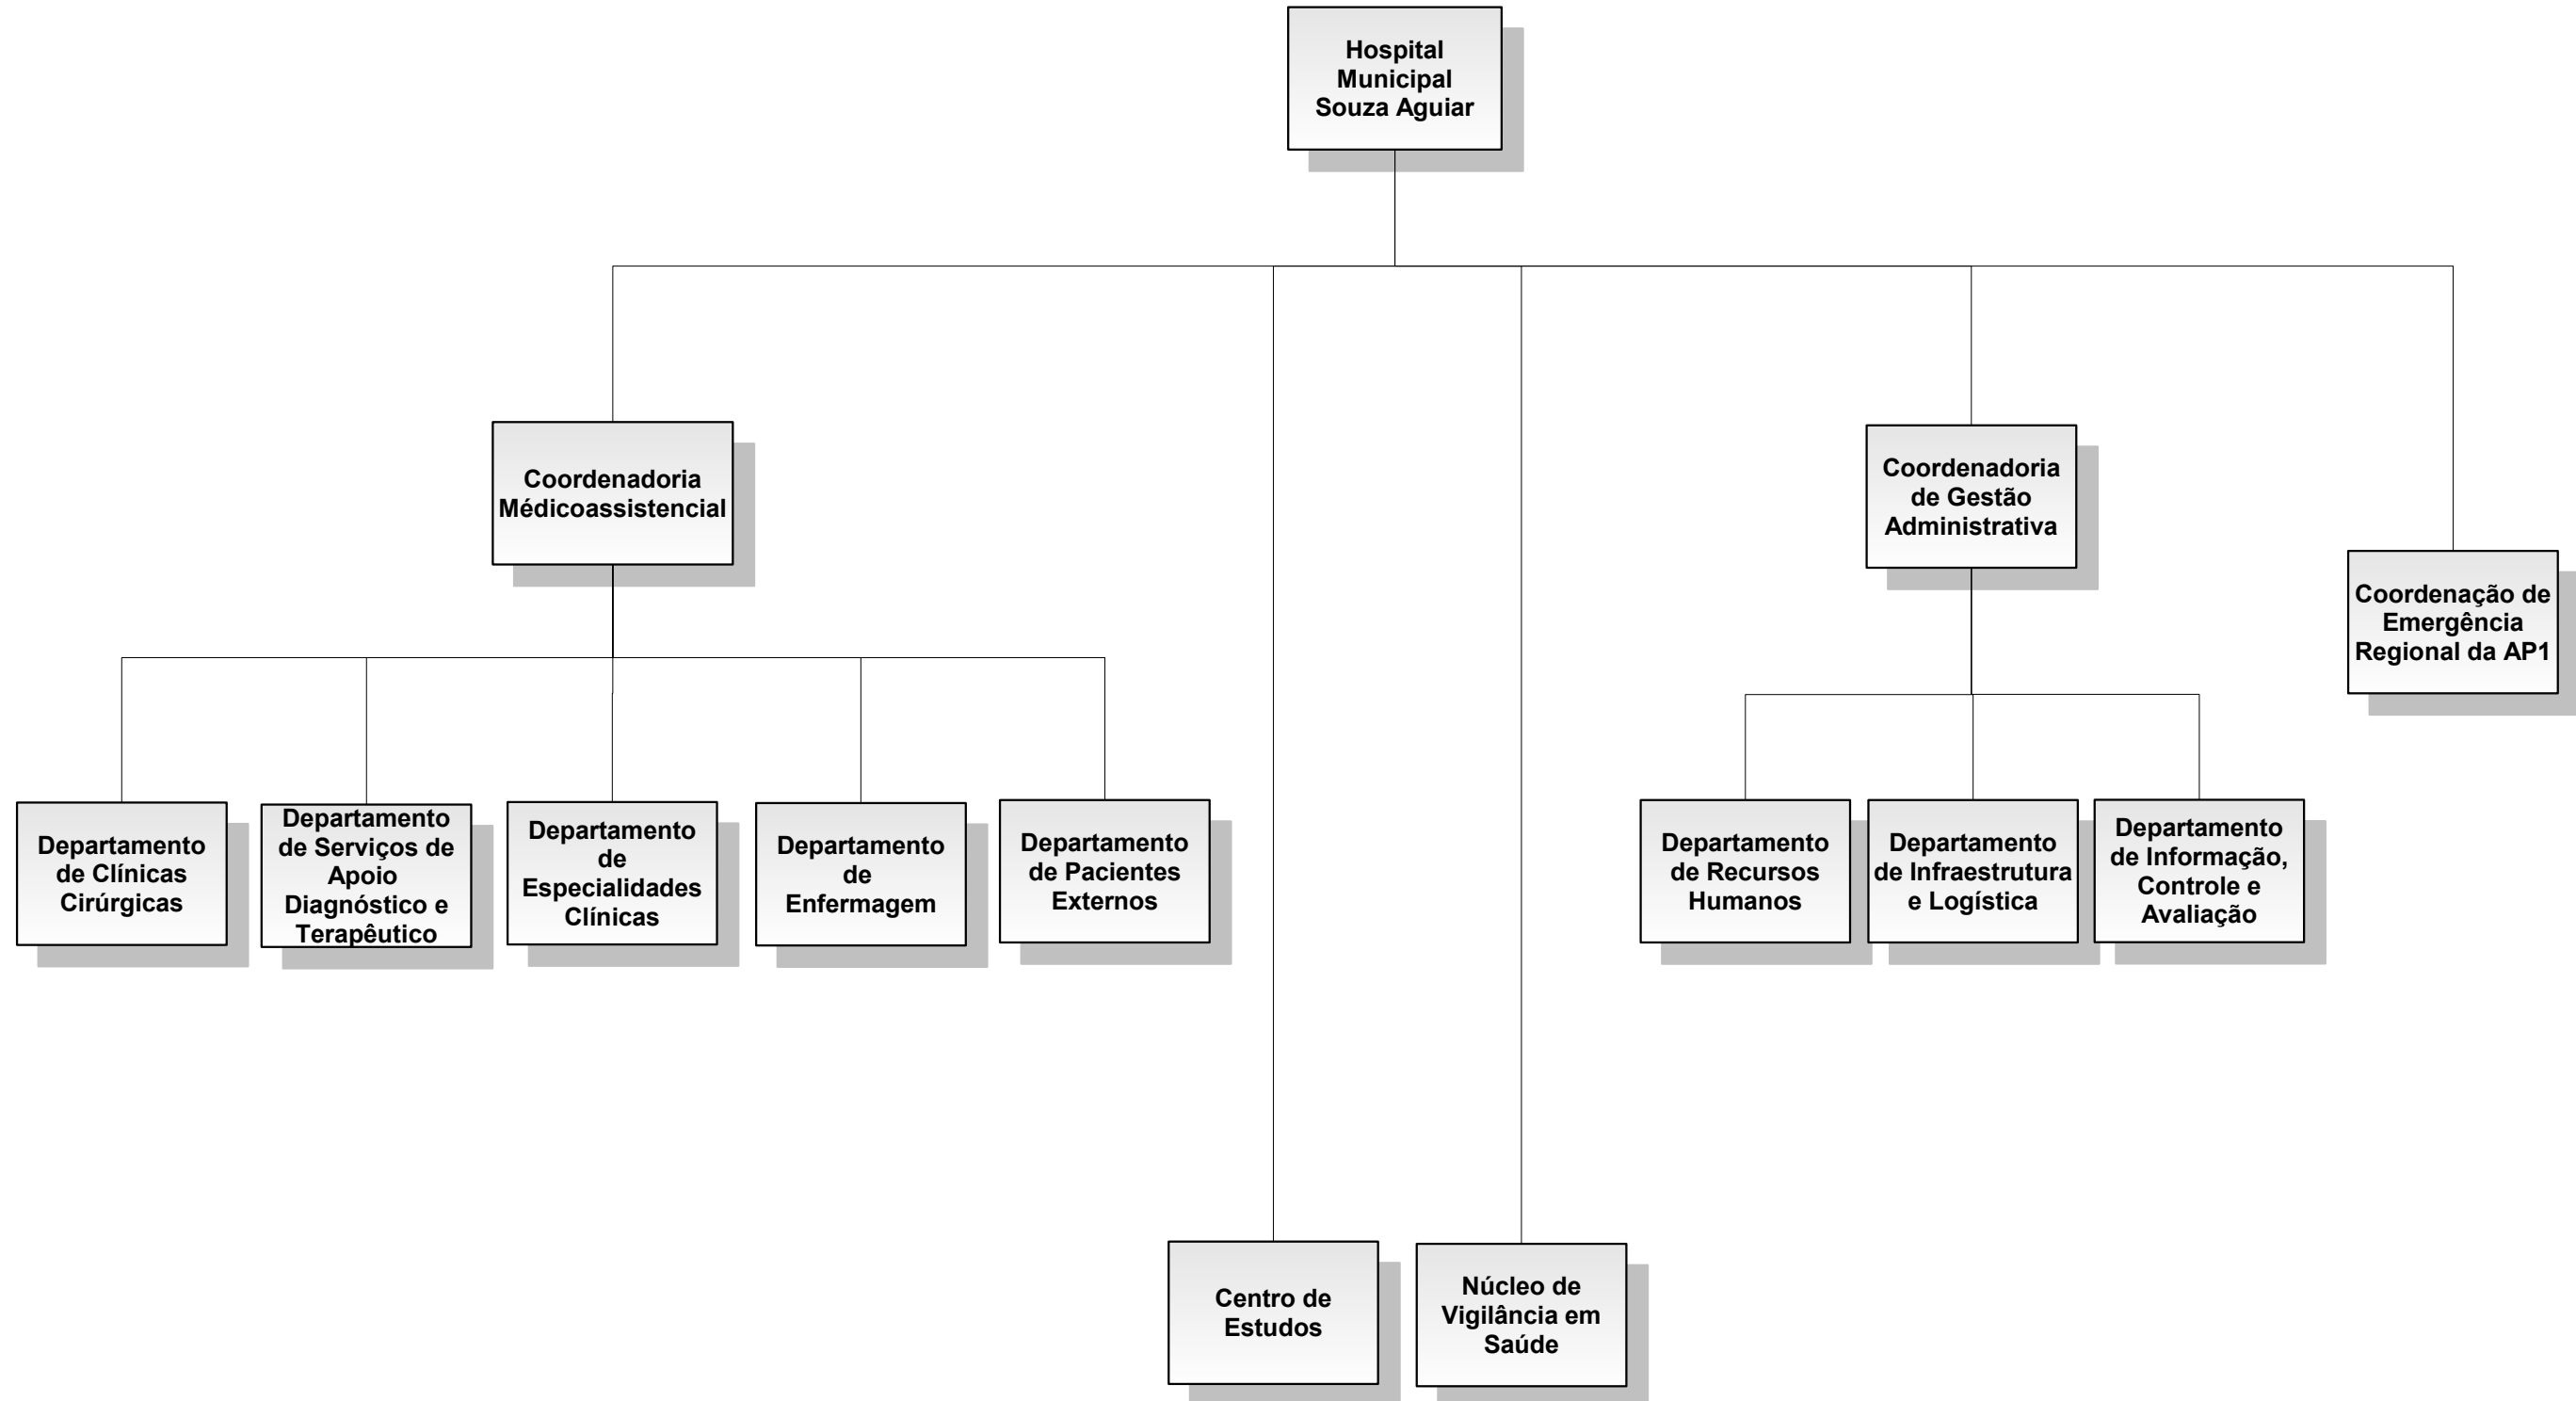 Hospital
Municipal
Souza Aguiar
Coordenadoria
Médicoassistencial
Coordenadoria
de Gestão
Administrativa
Coordenação de
Emergência
Regional da AP1
Departamento
de Clínicas
Cirúrgicas
Departamento
de Serviços de
Apoio
Diagnóstico e
Terapêutico
Departamento
de
Especialidades
Clínicas
Departamento
de
Enfermagem
Departamento
de Pacientes
Externos
Departamento
de Recursos
Humanos
Departamento
de Infraestrutura
e Logística
Departamento
de Informação,
Controle e
Avaliação
Centro de
Estudos
Núcleo de
Vigilância em
Saúde